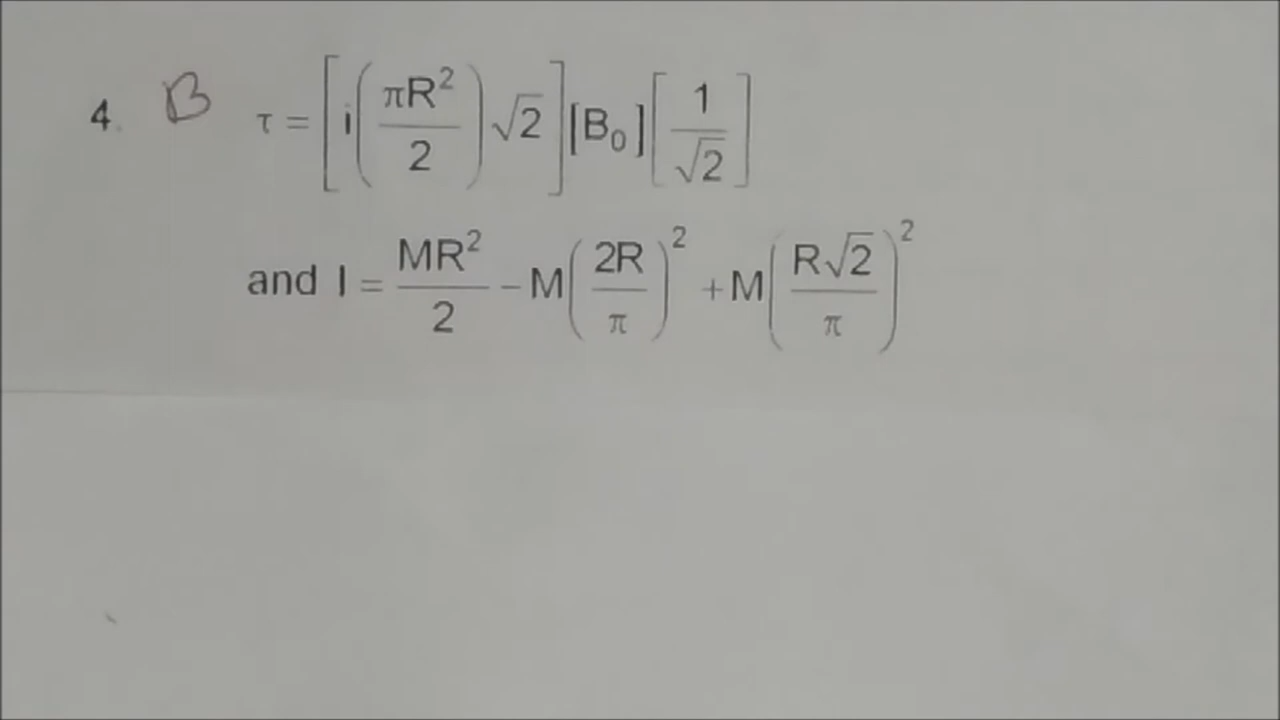 4. B τ = [i(πR²/2)√2][B₀][1/√2]
and I = MR²/2 − M(2R/π)² + M(R√2/π)²